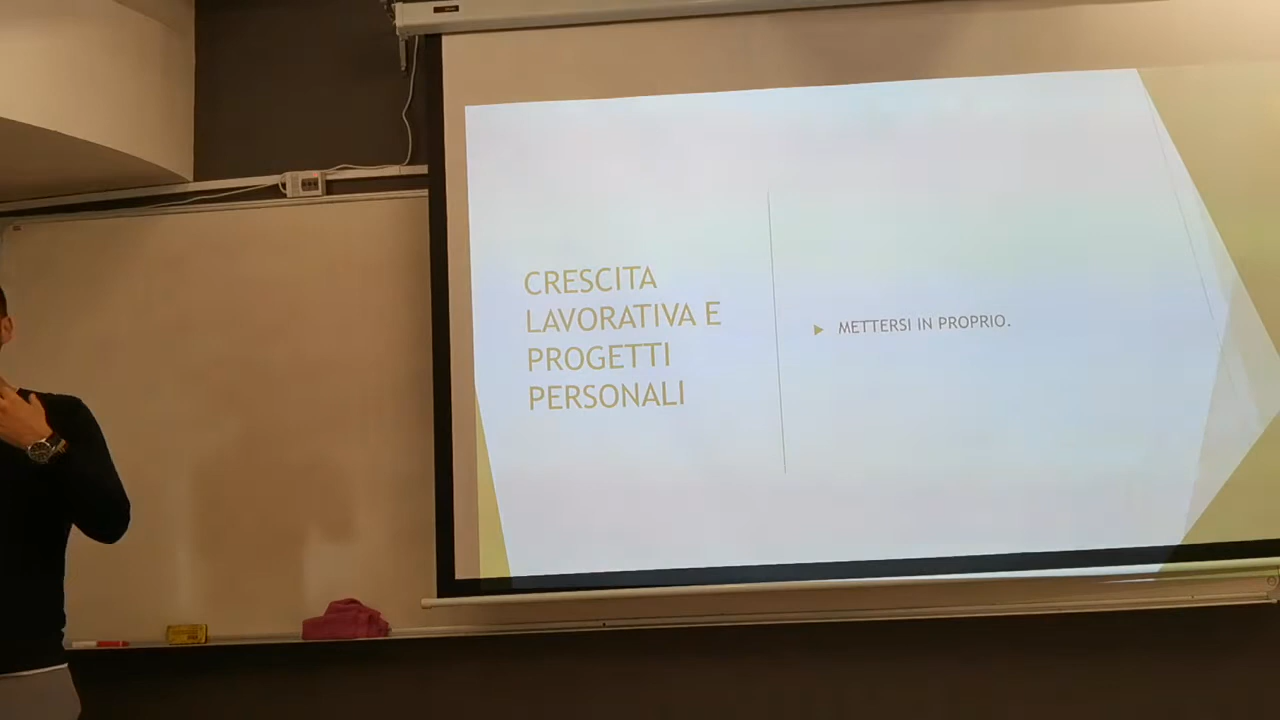 CRESCITA
LAVORATIVA E
PROGETTI
PERSONALI
METTERSI IN PROPRIO.